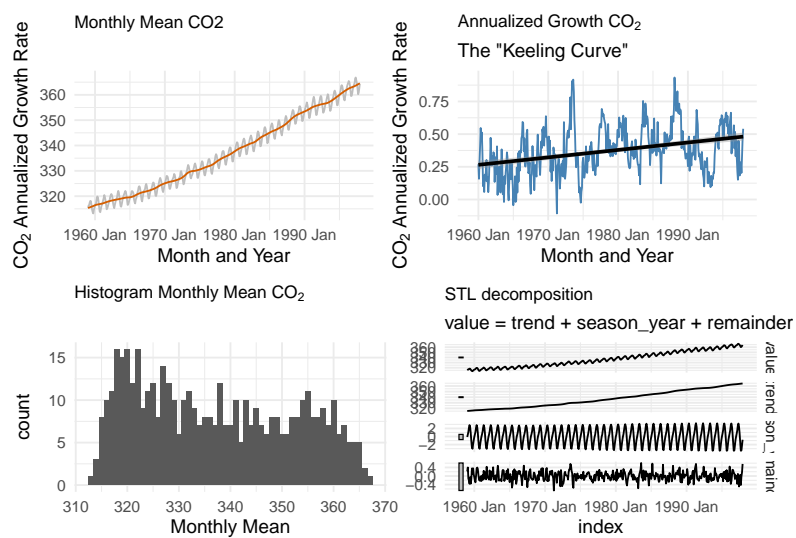 Monthly Mean CO2
CO₂ Annualized Growth Rate
360
350
340
330
320
1960 Jan 1970 Jan 1980 Jan 1990 Jan
Month and Year
Annualized Growth CO₂
The "Keeling Curve"
CO₂ Annualized Growth Rate
0.75
0.50
0.25
0.00
1960 Jan 1970 Jan 1980 Jan 1990 Jan
Month and Year
Histogram Monthly Mean CO₂
count
15
10
5
0
310 320 330 340 350 360 370
Monthly Mean
STL decomposition
value = trend + season_year + remainder
360
320
value
360
320
trend
2
0
−2
0.4
0.0
−0.4
1960 Jan 1970 Jan 1980 Jan 1990 Jan
index